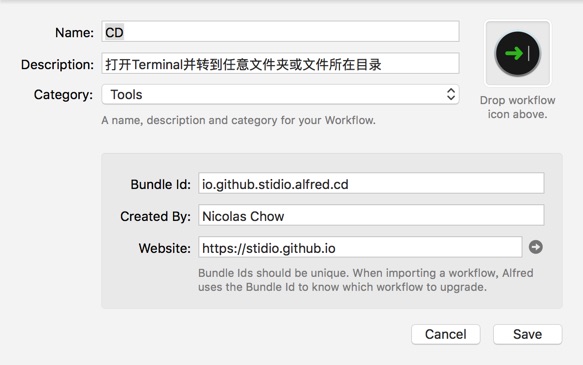 Name: CD
Description: 打开Terminal并转到任意文件夹或文件所在目录
Category: Tools
Drop workflow
icon above.
A name, description and category for your Workflow.
Bundle Id: io.github.stidio.alfred.cd
Created By: Nicolas Chow
Website: https://stidio.github.io
Bundle Ids should be unique. When importing a workflow, Alfred
uses the Bundle Id to know which workflow to upgrade.
Cancel Save